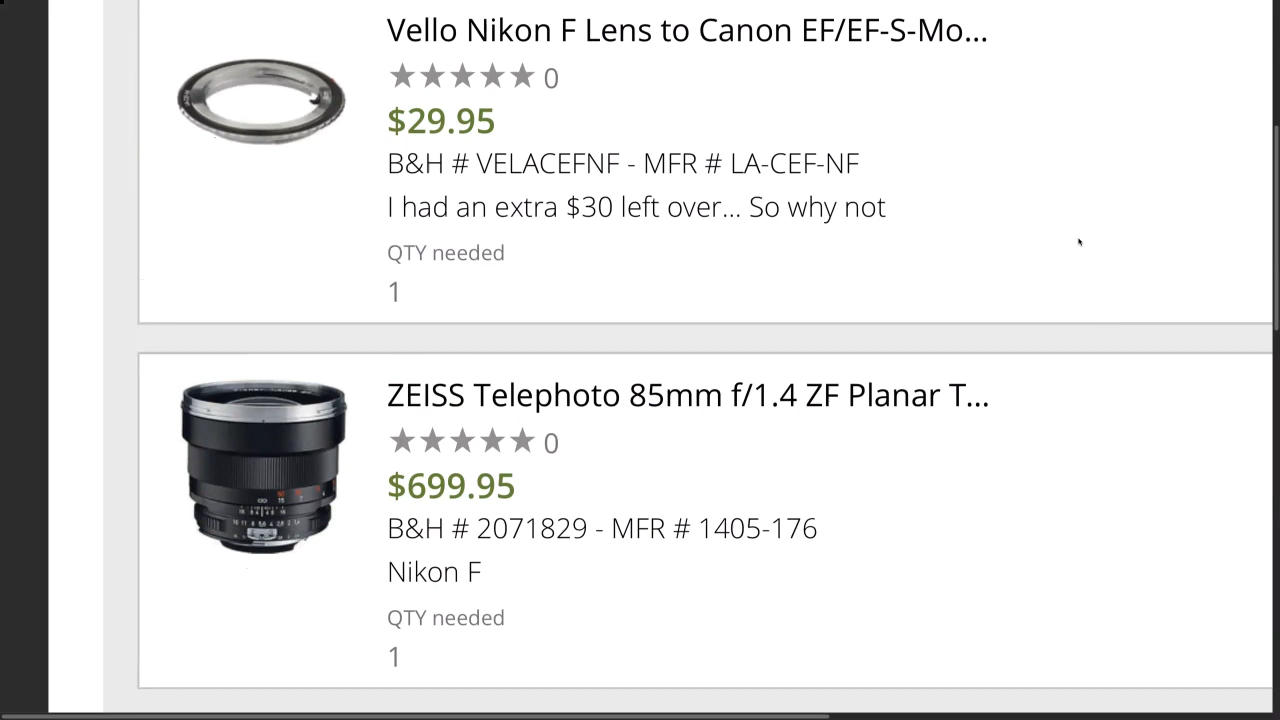 Vello Nikon F Lens to Canon EF/EF-S-Mo...
0
$29.95
B&H # VELACEFNF - MFR # LA-CEF-NF
I had an extra $30 left over... So why not
QTY needed
1
ZEISS Telephoto 85mm f/1.4 ZF Planar T...
0
$699.95
B&H # 2071829 - MFR # 1405-176
Nikon F
QTY needed
1